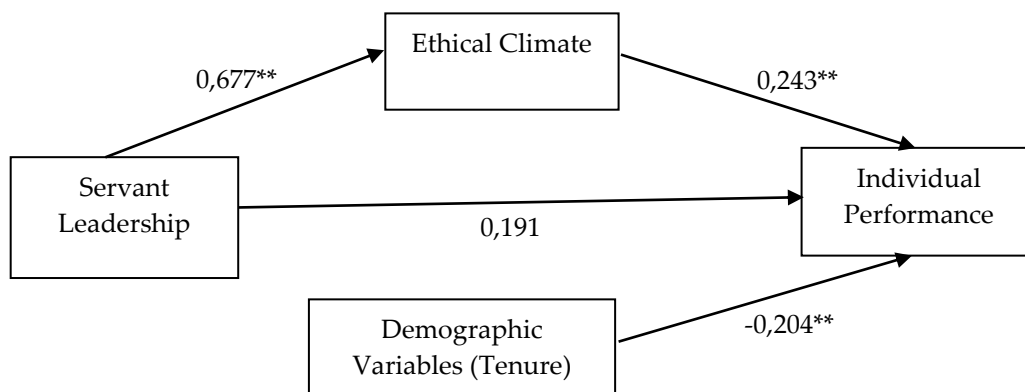 Ethical Climate
0,677**
0,243**
Servant
Leadership
Individual
Performance
0,191
-0,204**
Demographic
Variables (Tenure)